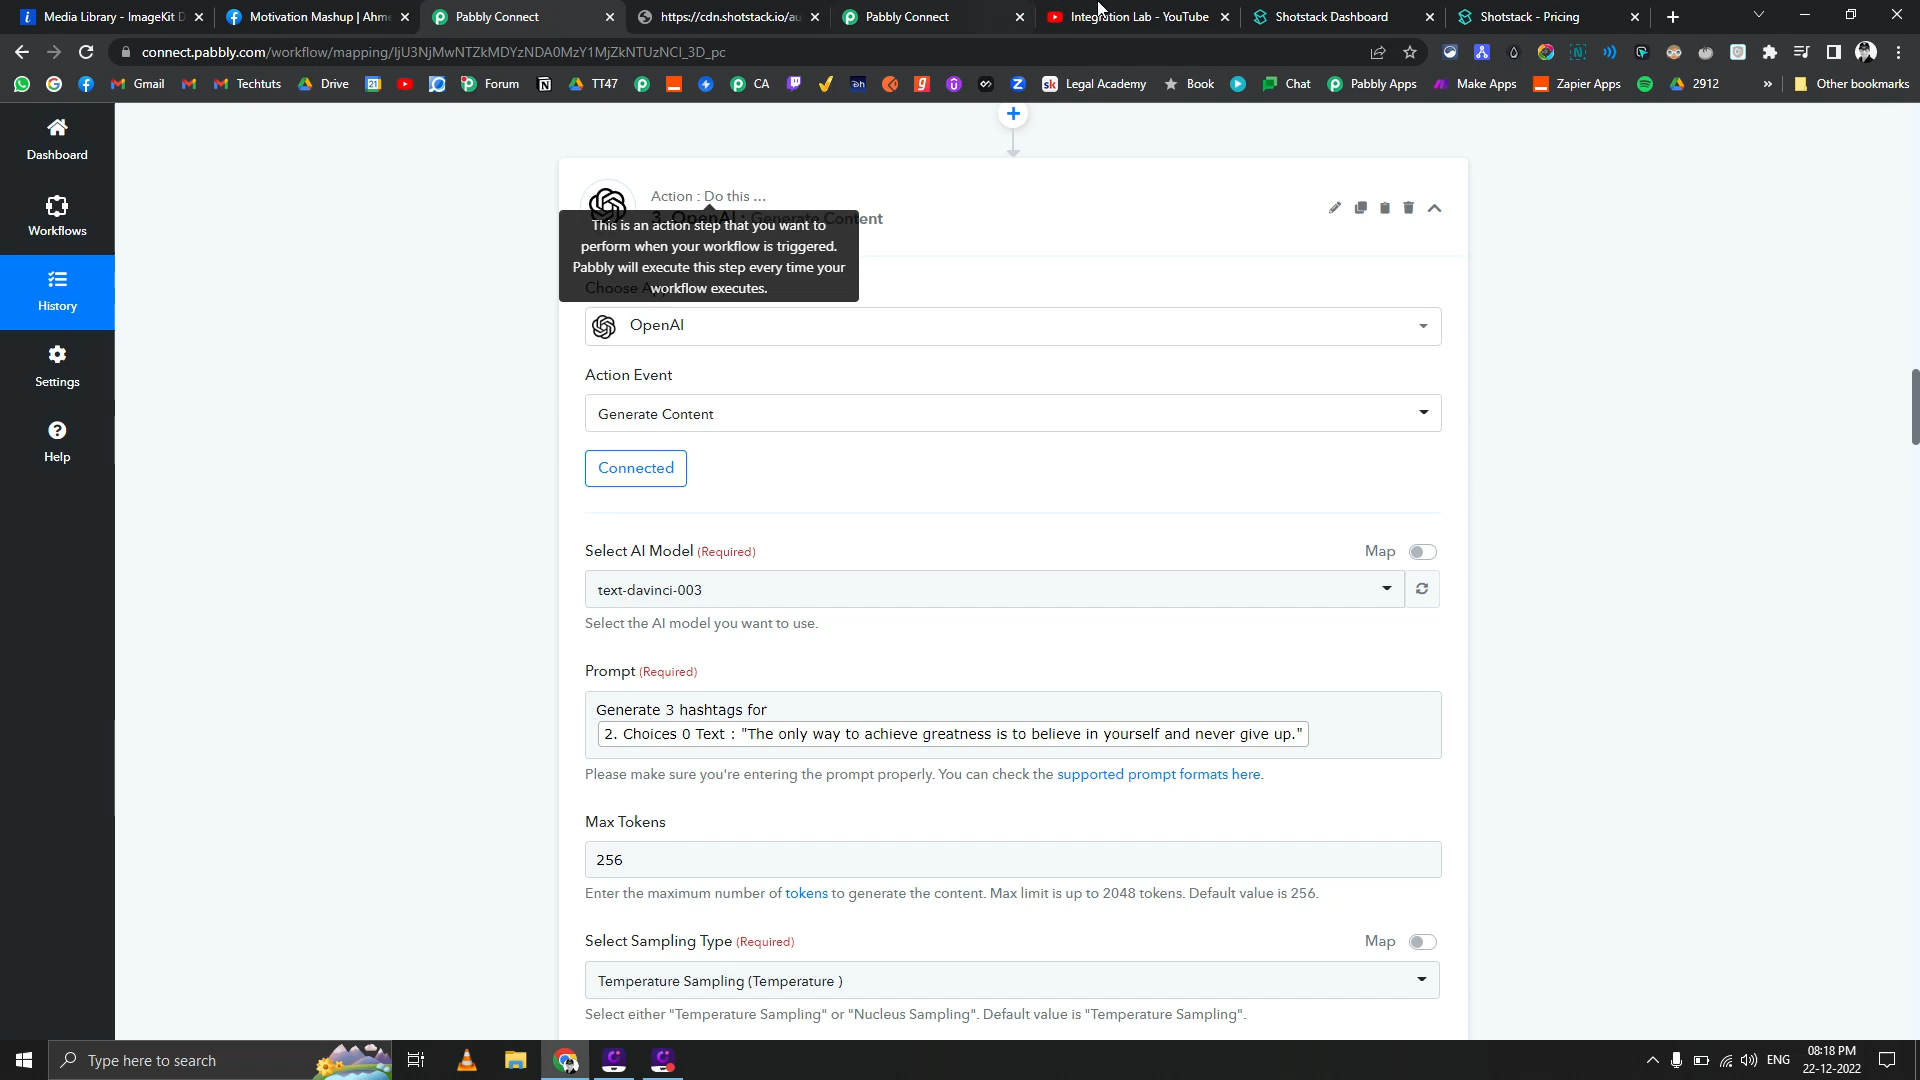 Media Library - ImageKit D
Motivation Mashup | Ahme
Pabbly Connect
https://cdn.shotstack.io/au
Pabbly Connect
Integration Lab - YouTube
Shotstack Dashboard
Shotstack - Pricing
connect.pabbly.com/workflow/mapping/IjU3NjMwNTZkMDYzNDA0MzY1MjZkNTUzNCI_3D_pc
Gmail
Techtuts
Drive
Forum
TT47
CA
Legal Academy
Book
Chat
Pabbly Apps
Make Apps
Zapier Apps
2912
Other bookmarks
Dashboard
Workflows
History
Settings
Help
Action : Do this ...
3. OpenAI : Generate Content
This is an action step that you want to
perform when your workflow is triggered.
Pabbly will execute this step every time your
workflow executes.
Choose App
OpenAI
Action Event
Generate Content
Connected
Select AI Model (Required)
Map
text-davinci-003
Select the AI model you want to use.
Prompt (Required)
Generate 3 hashtags for
2. Choices 0 Text : "The only way to achieve greatness is to believe in yourself and never give up."
Please make sure you're entering the prompt properly. You can check the supported prompt formats here.
Max Tokens
256
Enter the maximum number of tokens to generate the content. Max limit is up to 2048 tokens. Default value is 256.
Select Sampling Type (Required)
Map
Temperature Sampling (Temperature )
Select either "Temperature Sampling" or "Nucleus Sampling". Default value is "Temperature Sampling".
Type here to search
ENG
08:18 PM
22-12-2022